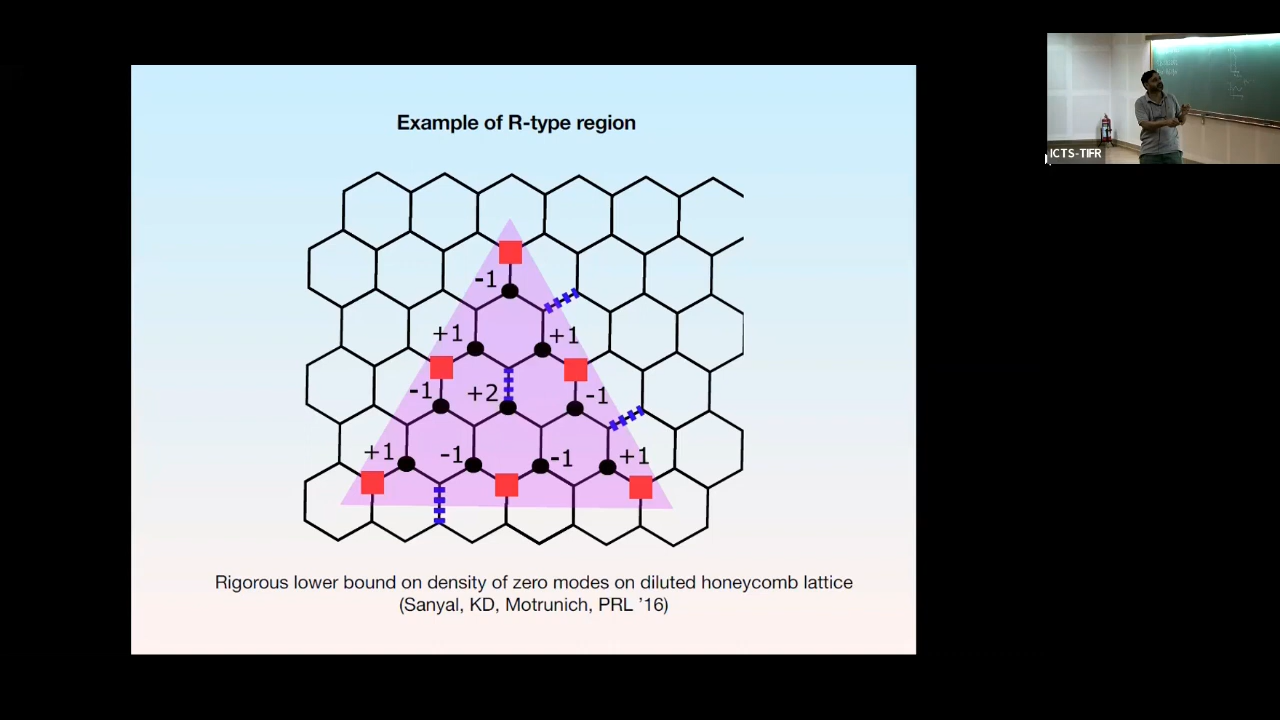 Example of R-type region
ICTS-TIFR
-1
+1
+1
-1
+2
-1
+1
-1
-1
+1
Rigorous lower bound on density of zero modes on diluted honeycomb lattice
(Sanyal, KD, Motrunich, PRL ’16)